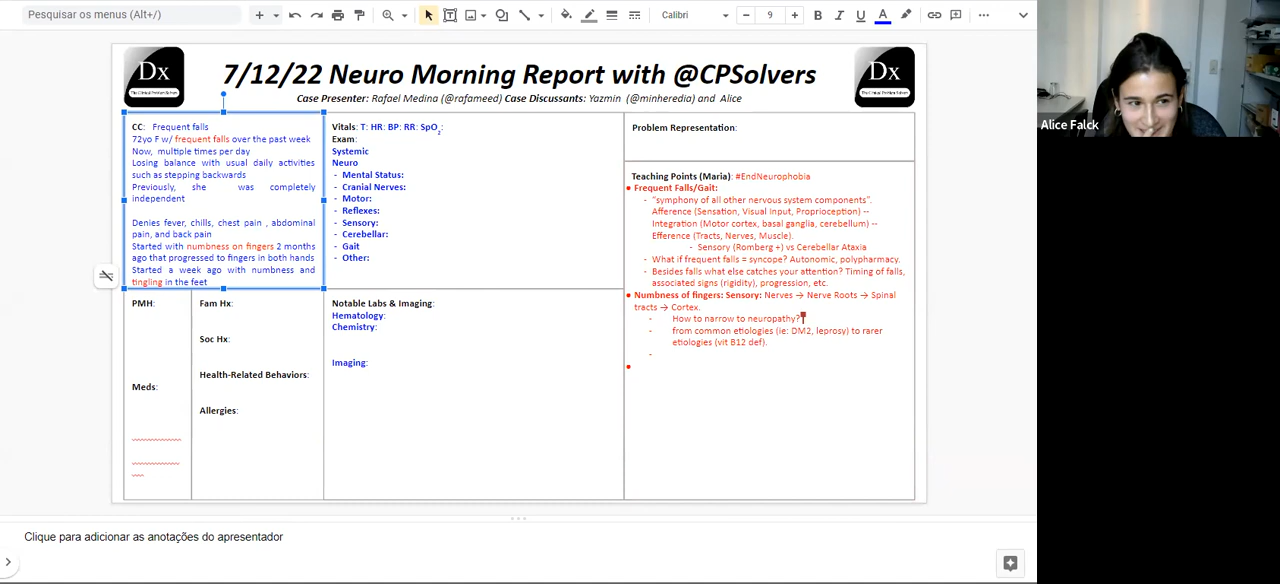 Pesquisar os menus (Alt+/)
Calibri
9
B I U A
Dx
The Clinical Problem Solvers
7/12/22 Neuro Morning Report with @CPSolvers
Case Presenter: Rafael Medina (@rafameed) Case Discussants: Yazmin (@minheredia) and Alice
Dx
The Clinical Problem Solvers
CC: Frequent falls
72yo F w/ frequent falls over the past week
Now, multiple times per day
Losing balance with usual daily activities
such as stepping backwards
Previously, she was completely
independent
Denies fever, chills, chest pain , abdominal
pain, and back pain
Started with numbness on fingers 2 months
ago that progressed to fingers in both hands
Started a week ago with numbness and
tingling in the feet
PMH:
Meds:
Fam Hx:
Soc Hx:
Health-Related Behaviors:
Allergies:
Vitals: T: HR: BP: RR: SpO2:
Exam:
Systemic
Neuro
- Mental Status:
- Cranial Nerves:
- Motor:
- Reflexes:
- Sensory:
- Cerebellar:
- Gait
- Other:
Notable Labs & Imaging:
Hematology:
Chemistry:
Imaging:
Problem Representation:
Teaching Points (Maria): #EndNeurophobia
● Frequent Falls/Gait:
- "symphony of all other nervous system components".
Afference (Sensation, Visual input, Proprioception) --
Integration (Motor cortex, basal ganglia, cerebellum) --
Efference (Tracts, Nerves, Muscle).
- Sensory (Romberg +) vs Cerebellar Ataxia
- What if frequent falls = syncope? Autonomic, polypharmacy.
- Besides falls what else catches your attention? Timing of falls,
associated signs (rigidity), progression, etc.
● Numbness of fingers: Sensory: Nerves → Nerve Roots → Spinal
tracts → Cortex.
- How to narrow to neuropathy?
- from common etiologies (ie: DM2, leprosy) to rarer
etiologies (vit B12 def).
-
●
Clique para adicionar as anotações do apresentador
Alice Falck